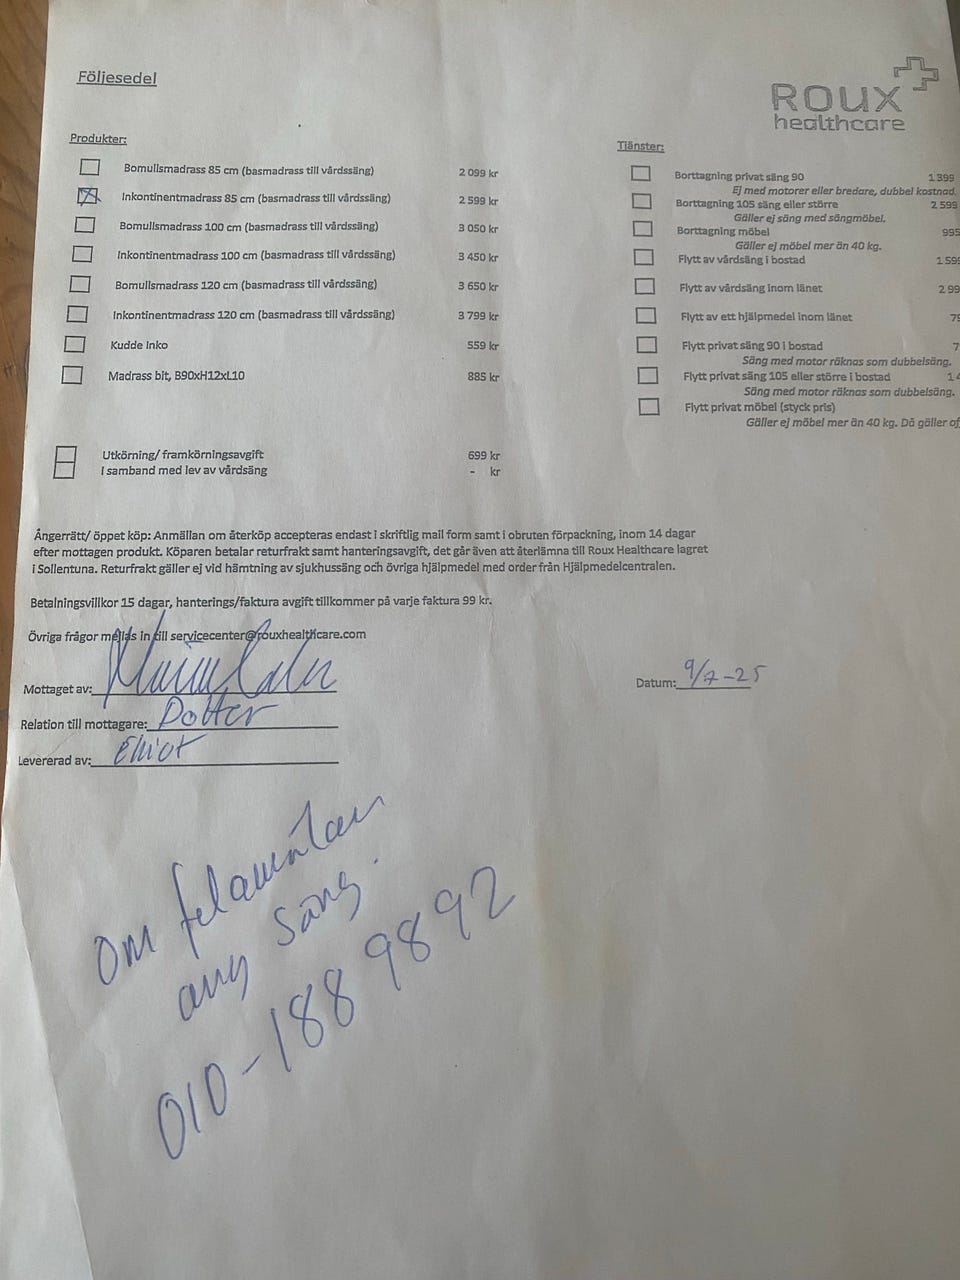 Följesedel
Roux
healthcare
Produkter:
Bomullsmadrass 85 cm (basmadrass till vårdsäng) 2 099 kr
Inkontinentmadrass 85 cm (basmadrass till vårdssäng) 2 599 kr
Bomullsmadrass 100 cm (basmadrass till vårdssäng) 3 050 kr
Inkontinentmadrass 100 cm (basmadrass till vårdssäng) 3 450 kr
Bomullsmadrass 120 cm (basmadrass till vårdssäng) 3 650 kr
Inkontinentmadrass 120 cm (basmadrass till vårdssäng) 3 799 kr
Kudde Inko 559 kr
Madrass bit, B90xH12xL10 885 kr
Utkörning/ framkörningsavgift 699 kr
I samband med lev av vårdsäng - kr
Tjänster:
Borttagning privat säng 90 1 399
Ej med motorer eller bredare, dubbel kostnad.
Borttagning 105 säng eller större 2 599
Gäller ej säng med sängmöbel.
Borttagning möbel 995
Gäller ej möbel mer än 40 kg.
Flytt av vårdsäng i bostad 1 59
Flytt av vårdsäng inom länet 2 99
Flytt av ett hjälpmedel inom länet 79
Flytt privat säng 90 i bostad 7
Säng med motor räknas som dubbelsäng.
Flytt privat säng 105 eller större i bostad 1 4
Säng med motor räknas som dubbelsäng.
Flytt privat möbel (styck pris)
Gäller ej möbel mer än 40 kg. Då gäller of
Ångerrätt/ öppet köp: Anmällan om återköp accepteras endast i skriftlig mail form samt i obruten förpackning, inom 14 dagar
efter mottagen produkt. Köparen betalar returfrakt samt hanteringsavgift, det går även att återlämna till Roux Healthcare lagret
i Sollentuna. Returfrakt gäller ej vid hämtning av sjukhussäng och övriga hjälpmedel med order från Hjälpmedelcentralen.
Betalningsvillkor 15 dagar, hanterings/faktura avgift tillkommer på varje faktura 99 kr.
Övriga frågor mejlas in till servicecenter@rouxhealthcare.com
Mottaget av:
Datum: 9/7-25
Relation till mottagare: Dotter
Levererad av: Elliot
Om felanmälan
ang säng.
010-188 98 92